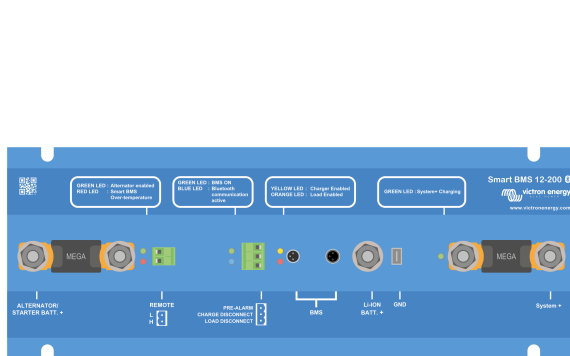 GREEN LED : Alternator enabled
RED LED : Smart BMS
Over-temperature
GREEN LED : BMS ON
BLUE LED : Bluetooth
communication
active
YELLOW LED : Charger Enabled
ORANGE LED : Load Enabled
GREEN LED : System+ Charging
Smart BMS 12-200
victron energy
BLUE POWER
www.victronenergy.com
MEGA
MEGA
ALTERNATOR/
STARTER BATT. +
REMOTE
L
H
PRE-ALARM
CHARGE DISCONNECT
LOAD DISCONNECT
BMS
LI-ION
BATT. +
GND
System +